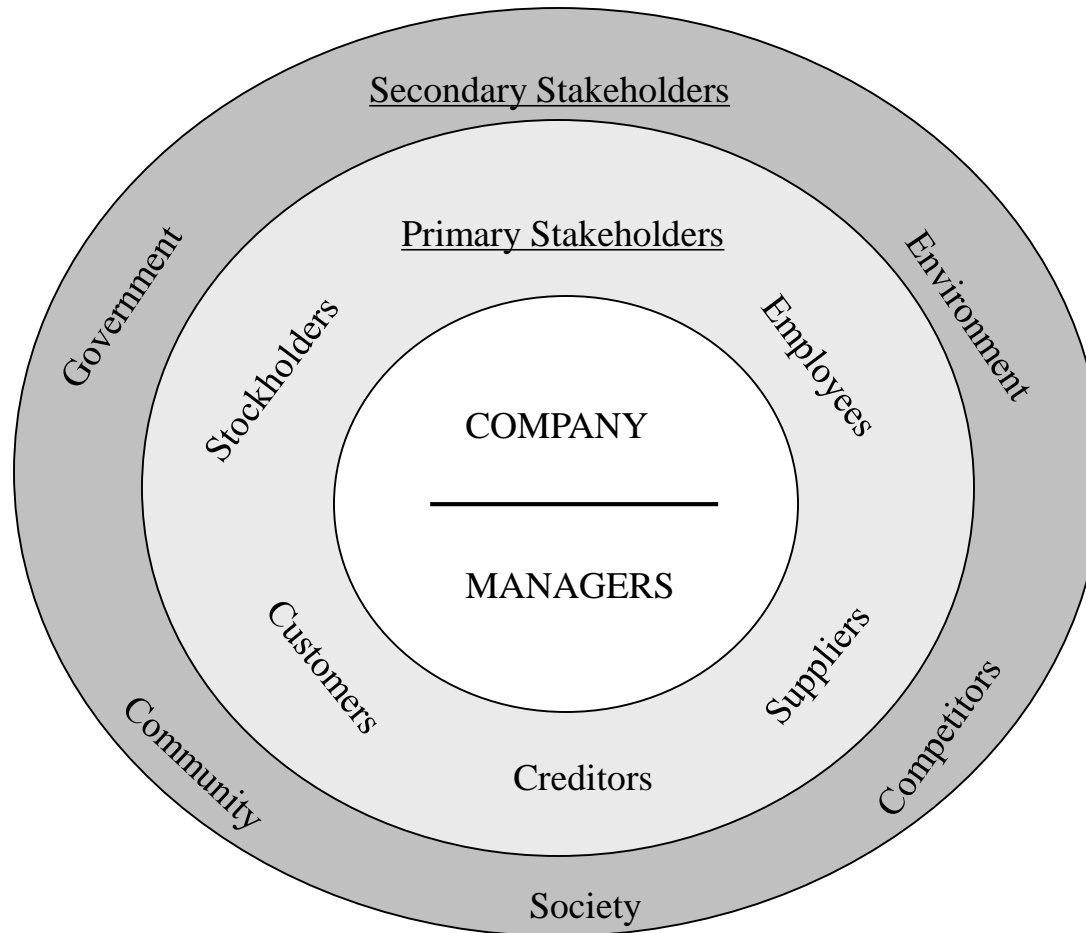 Secondary Stakeholders
Primary Stakeholders
Government
Environment
Stockholders
Employees
COMPANY
MANAGERS
Customers
Suppliers
Community
Competitors
Creditors
Society